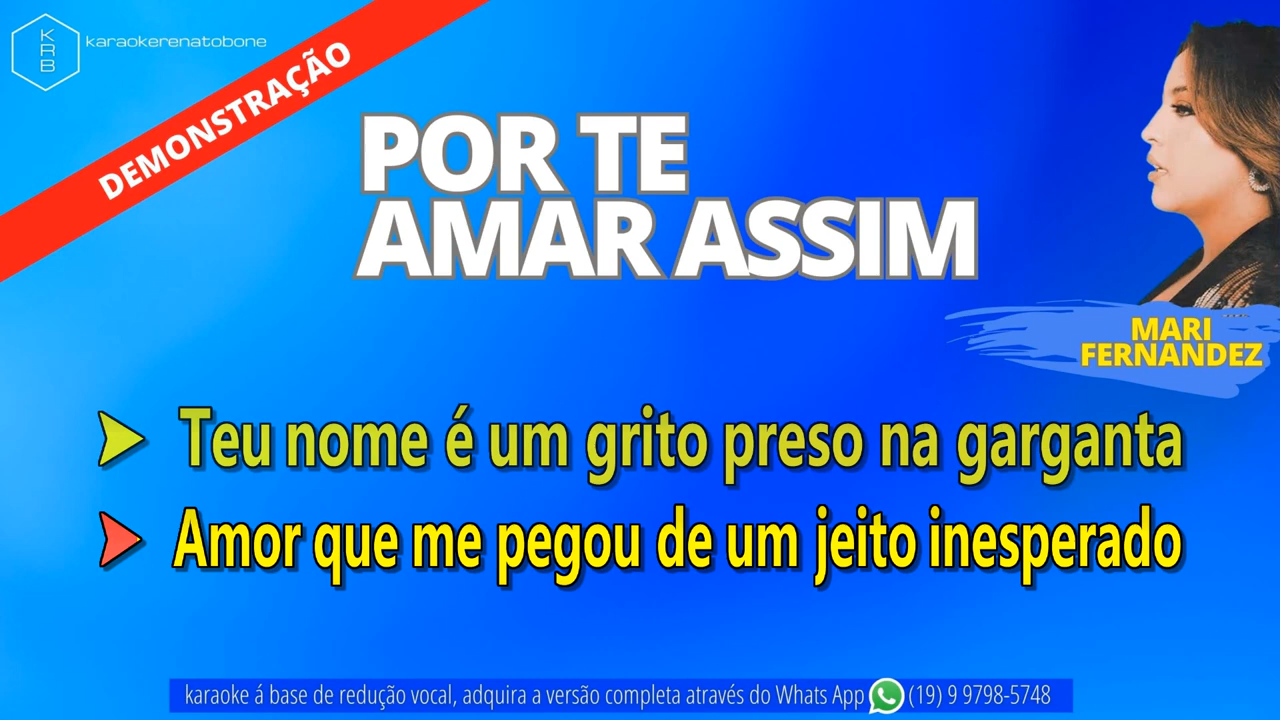 KRB
karaokerenatobone
DEMONSTRAÇÃO
POR TE
AMAR ASSIM
MARI
FERNANDEZ
Teu nome é um grito preso na garganta
Amor que me pegou de um jeito inesperado
karaoke á base de redução vocal, adquira a versão completa através do Whats App (19) 9 9798-5748